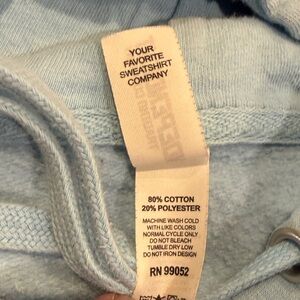 YOUR
FAVORITE
SWEATSHIRT
COMPANY
80% COTTON
20% POLYESTER
MACHINE WASH COLD
WITH LIKE COLORS
NORMAL CYCLE ONLY
DO NOT BLEACH
TUMBLE DRY LOW
DO NOT IRON DESIGN
RN 99052